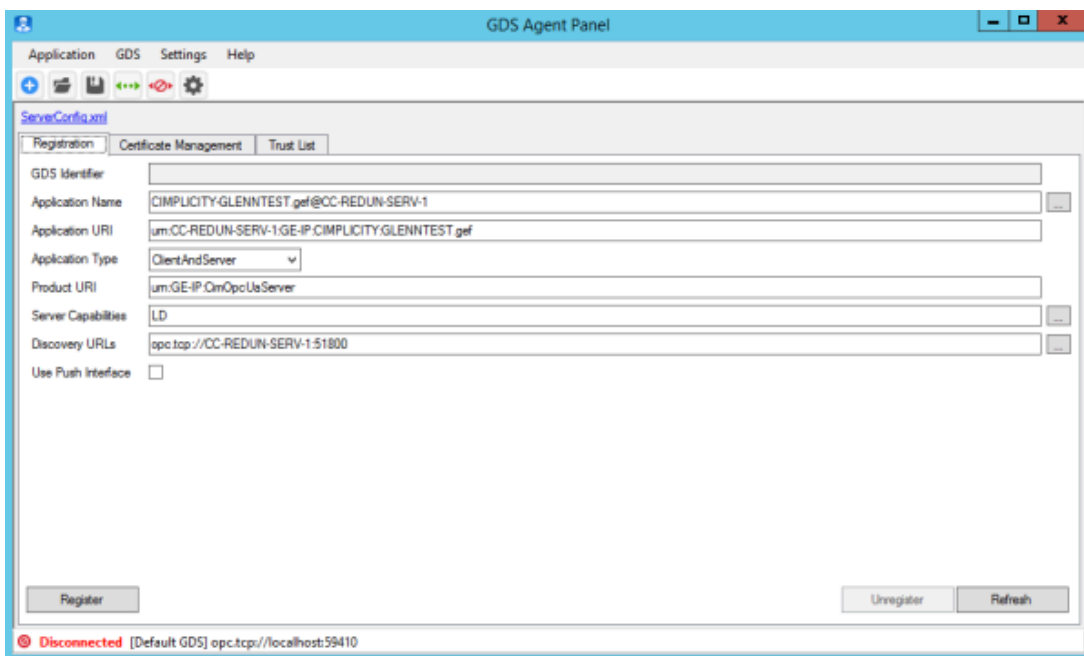 GDS Agent Panel
Application GDS Settings Help
ServerConfig.xml
Registration Certificate Management Trust List
GDS Identifier
Application Name CIMPLICITY-GLENNTEST.gef@CC-REDUN-SERV-1 ...
Application URI urn:CC-REDUN-SERV-1:GE-IP:CIMPLICITY:GLENNTEST.gef
Application Type ClientAndServer
Product URI urn:GE-IP:CimOpcUaServer
Server Capabilities LD ...
Discovery URLs opc.tcp://CC-REDUN-SERV-1:51800 ...
Use Push Interface
Register Unregister Refresh
Disconnected [Default GDS] opc.tcp://localhost:59410